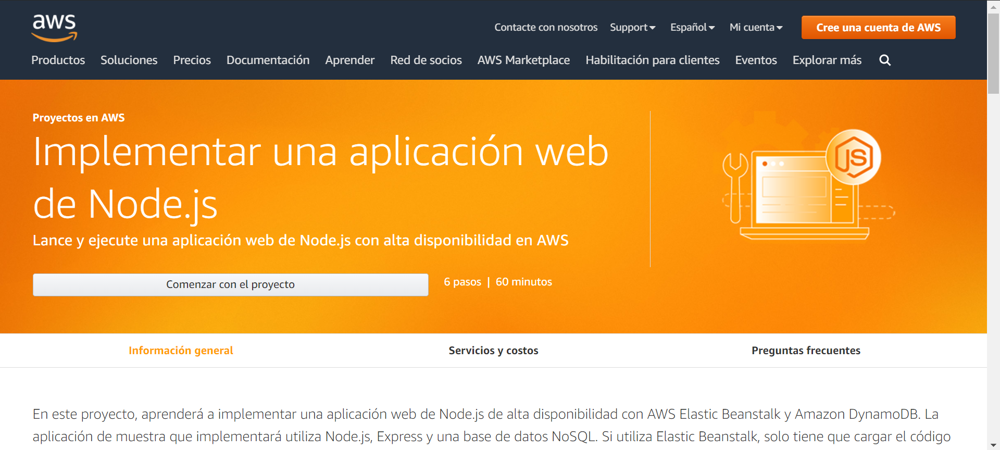 aws
Contacte con nosotros Support Español Mi cuenta Cree una cuenta de AWS
Productos Soluciones Precios Documentación Aprender Red de socios AWS Marketplace Habilitación para clientes Eventos Explorar más
Proyectos en AWS
Implementar una aplicación web
de Node.js
Lance y ejecute una aplicación web de Node.js con alta disponibilidad en AWS
Comenzar con el proyecto
6 pasos | 60 minutos
JS
Información general Servicios y costos Preguntas frecuentes
En este proyecto, aprenderá a implementar una aplicación web de Node.js de alta disponibilidad con AWS Elastic Beanstalk y Amazon DynamoDB. La
aplicación de muestra que implementará utiliza Node.js, Express y una base de datos NoSQL. Si utiliza Elastic Beanstalk, solo tiene que cargar el código